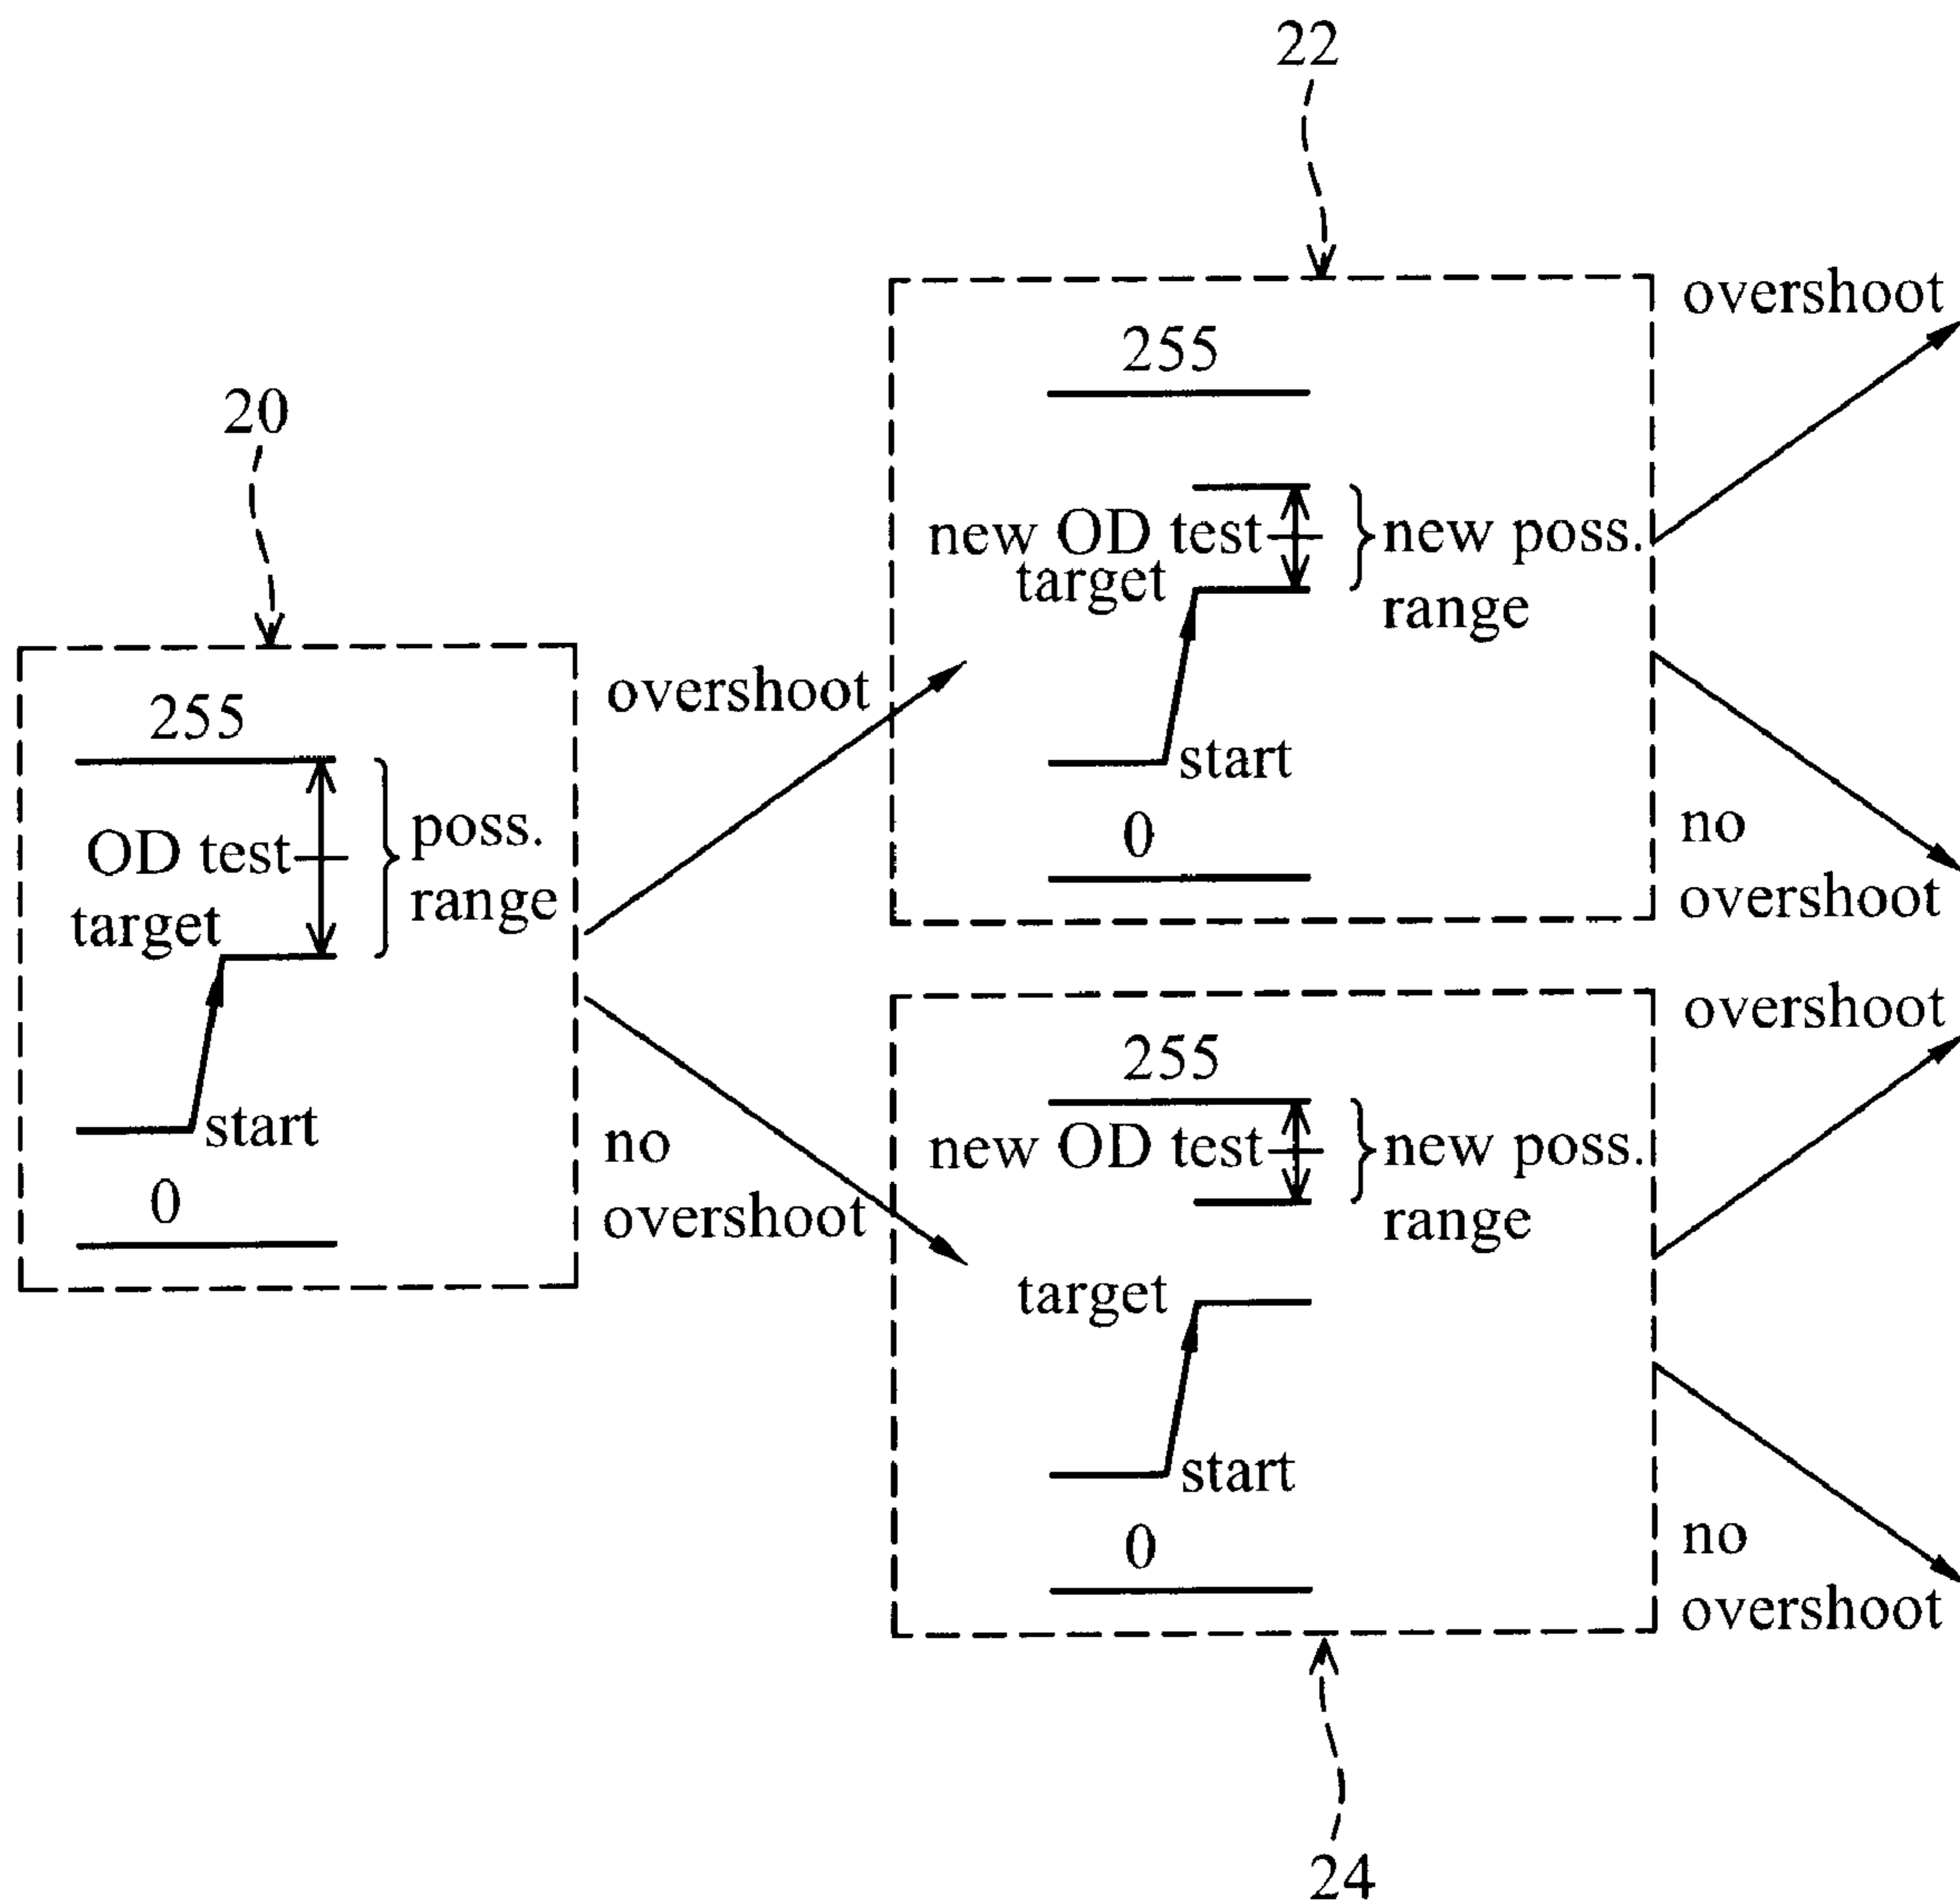 22
overshoot
255
20
new OD test
new poss.
target
range
overshoot
255
start
no
0
overshoot
OD test
poss.
range
target
overshoot
255
start
new OD test
new poss.
no
range
0
overshoot
target
start
no
0
overshoot
24